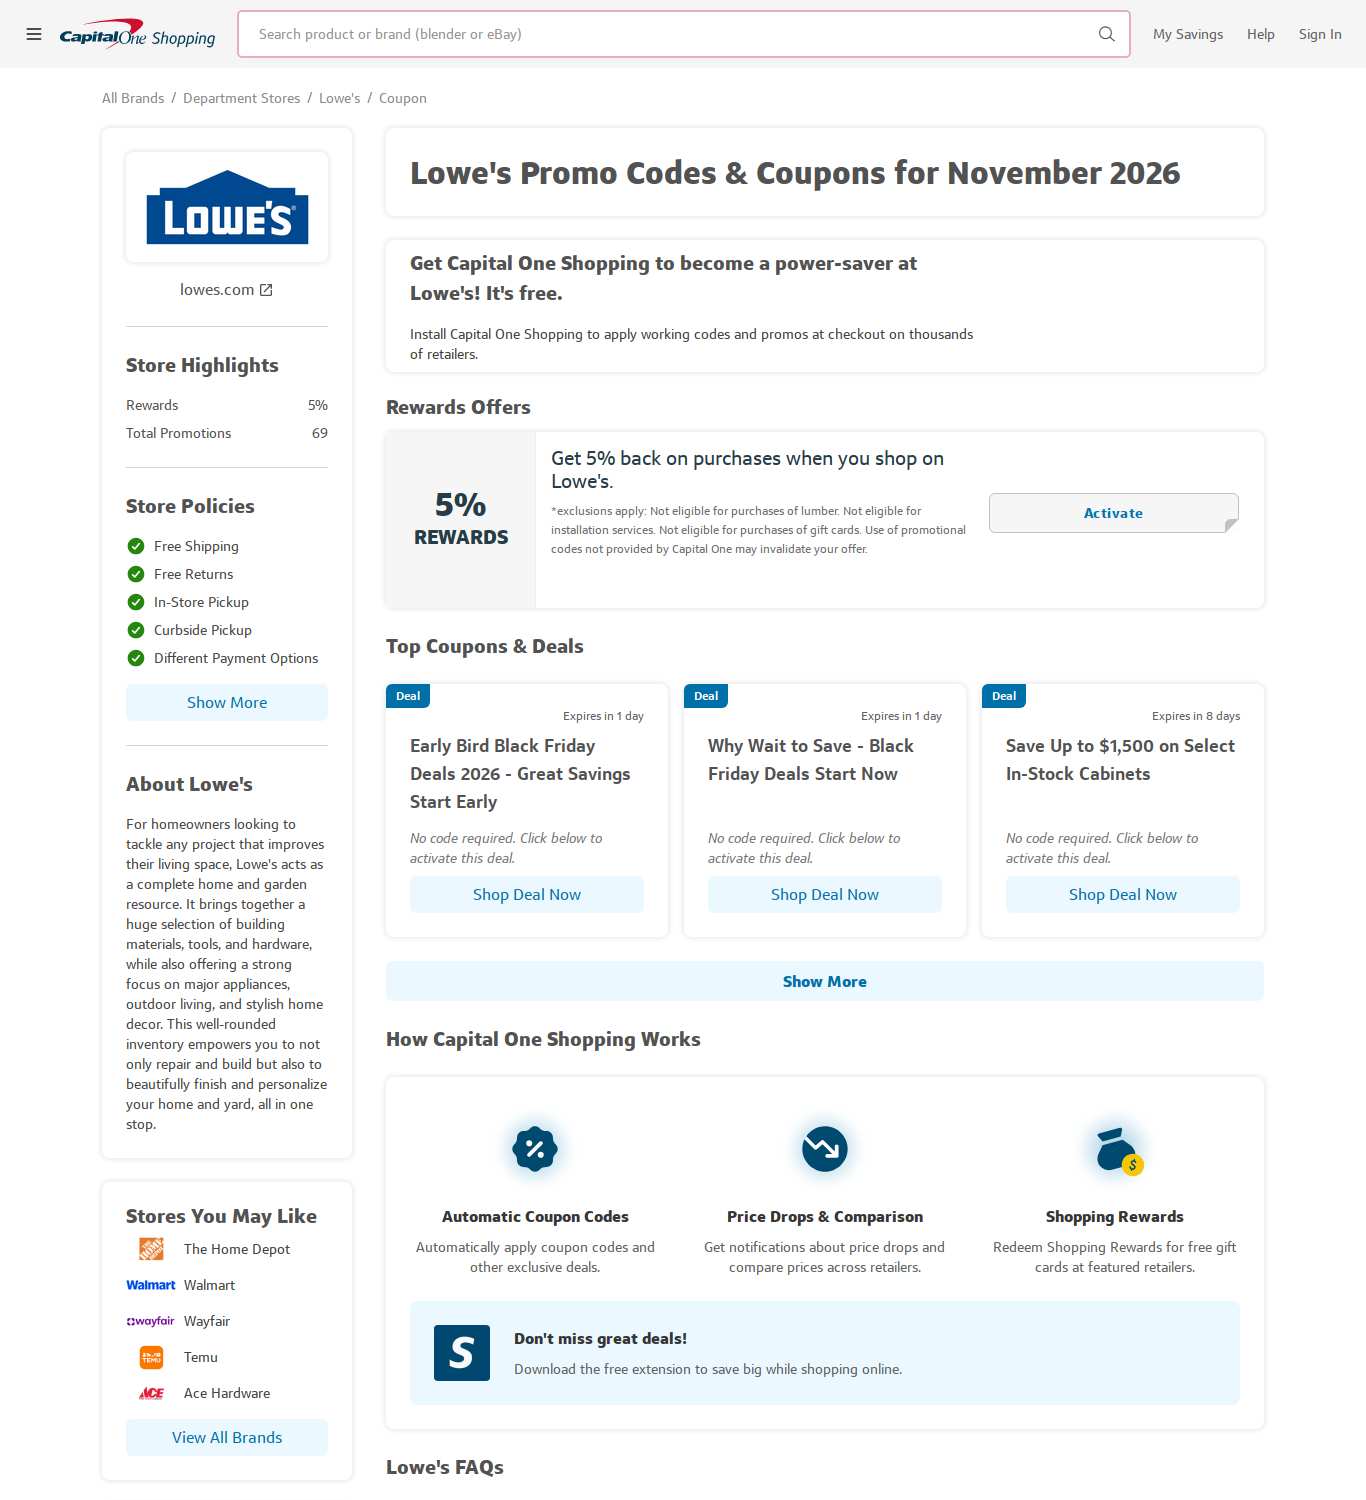 Capital One Shopping
Search product or brand (blender or eBay)
My Savings
Help
Sign In
All Brands / Department Stores / Lowe's / Coupon
LOWE'S
lowes.com
Store Highlights
Rewards 5%
Total Promotions 69
Store Policies
Free Shipping
Free Returns
In-Store Pickup
Curbside Pickup
Different Payment Options
Show More
About Lowe's
For homeowners looking to
tackle any project that improves
their living space, Lowe's acts as
a complete home and garden
resource. It brings together a
huge selection of building
materials, tools, and hardware,
while also offering a strong
focus on major appliances,
outdoor living, and stylish home
decor. This well-rounded
inventory empowers you to not
only repair and build but also to
beautifully finish and personalize
your home and yard, all in one
stop.
Stores You May Like
The Home Depot
Walmart Walmart
wayfair Wayfair
TEMU Temu
ACE Ace Hardware
View All Brands
Lowe's Promo Codes & Coupons for November 2026
Get Capital One Shopping to become a power-saver at
Lowe's! It's free.
Install Capital One Shopping to apply working codes and promos at checkout on thousands
of retailers.
Rewards Offers
5%
REWARDS
Get 5% back on purchases when you shop on
Lowe's.
*exclusions apply: Not eligible for purchases of lumber. Not eligible for
installation services. Not eligible for purchases of gift cards. Use of promotional
codes not provided by Capital One may invalidate your offer.
Activate
Top Coupons & Deals
Deal
Expires in 1 day
Early Bird Black Friday
Deals 2026 - Great Savings
Start Early
No code required. Click below to
activate this deal.
Shop Deal Now
Deal
Expires in 1 day
Why Wait to Save - Black
Friday Deals Start Now
No code required. Click below to
activate this deal.
Shop Deal Now
Deal
Expires in 8 days
Save Up to $1,500 on Select
In-Stock Cabinets
No code required. Click below to
activate this deal.
Shop Deal Now
Show More
How Capital One Shopping Works
Automatic Coupon Codes
Automatically apply coupon codes and
other exclusive deals.
Price Drops & Comparison
Get notifications about price drops and
compare prices across retailers.
$
Shopping Rewards
Redeem Shopping Rewards for free gift
cards at featured retailers.
S
Don't miss great deals!
Download the free extension to save big while shopping online.
Lowe's FAQs